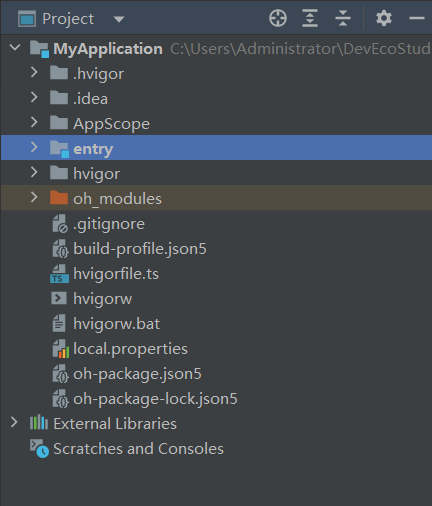 Project
MyApplication C:\Users\Administrator\DevEcoStud
.hvigor
.idea
AppScope
entry
hvigor
oh_modules
.gitignore
build-profile.json5
TS hvigorfile.ts
hvigorw
hvigorw.bat
local.properties
oh-package.json5
oh-package-lock.json5
External Libraries
Scratches and Consoles